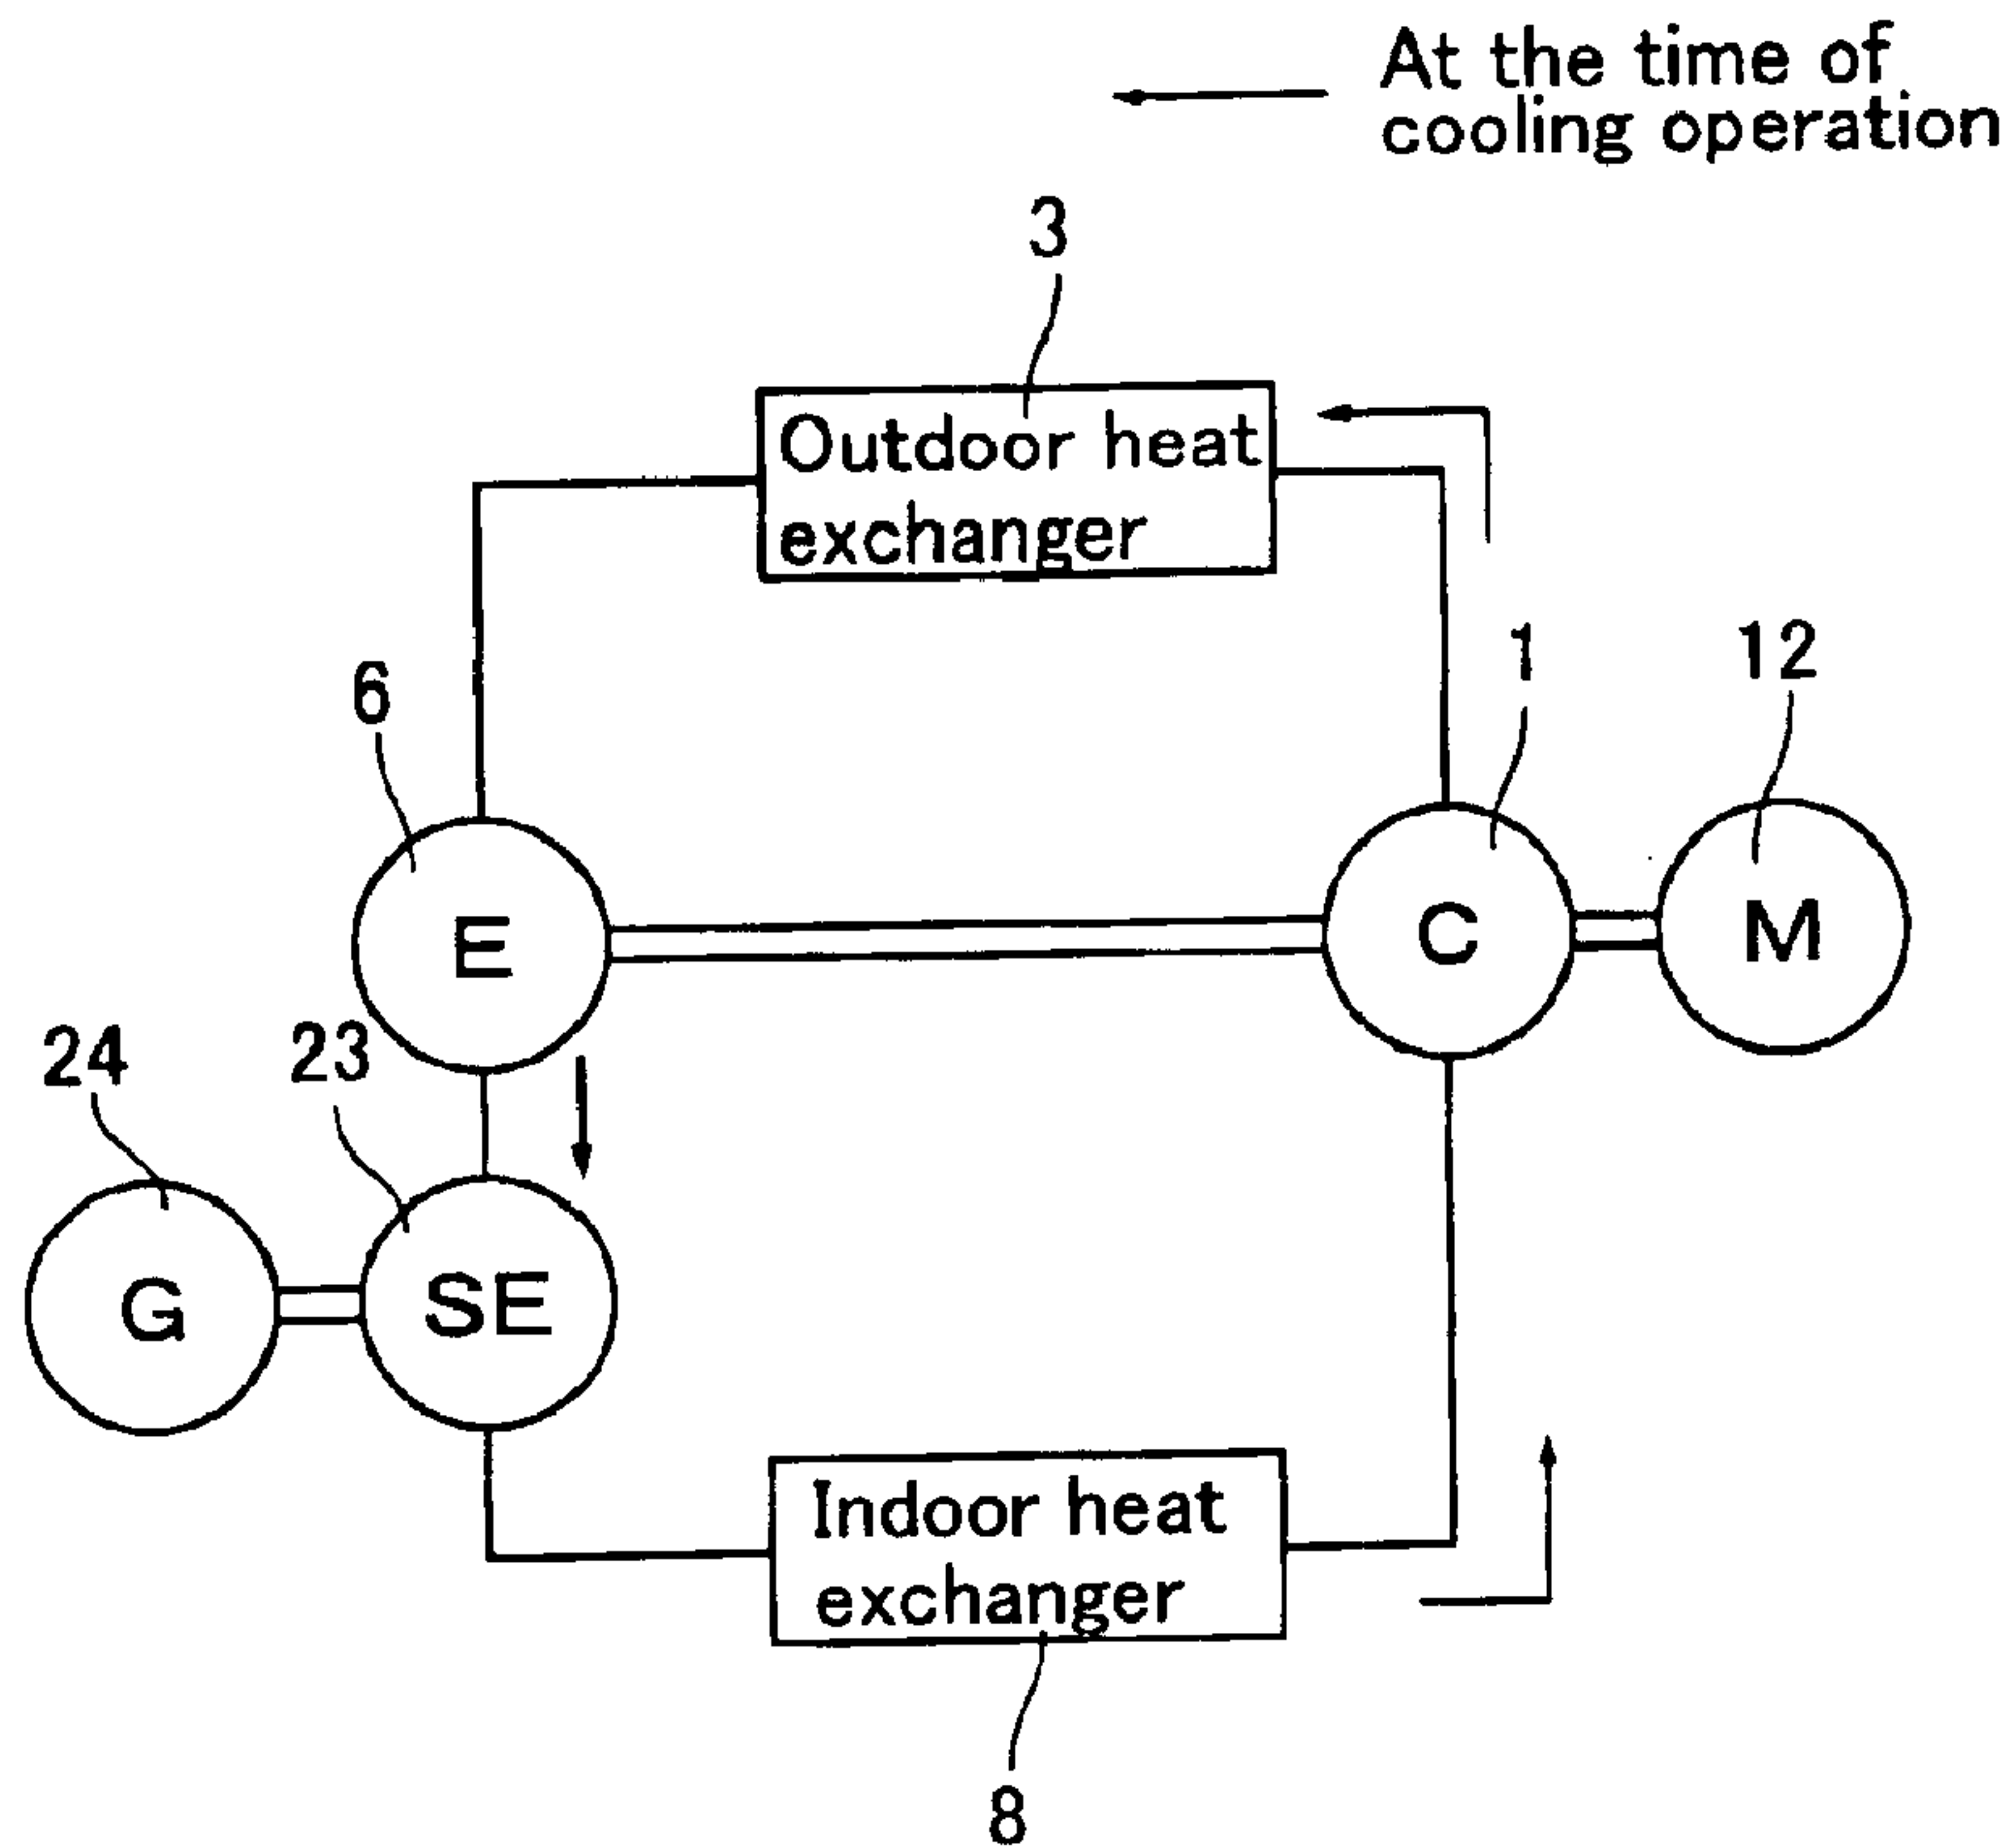 At the time of
cooling operation
3
Outdoor heat
exchanger
6
1
12
E
C
M
24
23
G
SE
Indoor heat
exchanger
8